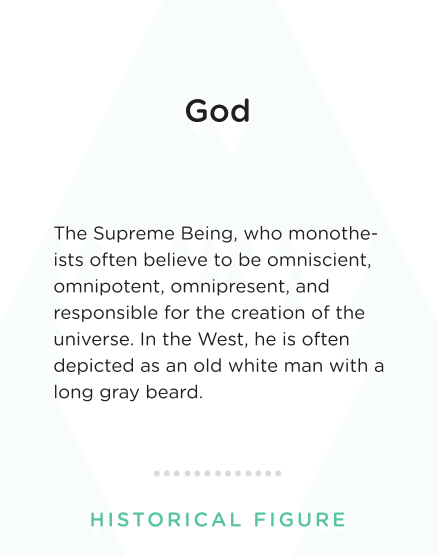 God
The Supreme Being, who monothe-
ists often believe to be omniscient,
omnipotent, omnipresent, and
responsible for the creation of the
universe. In the West, he is often
depicted as an old white man with a
long gray beard.
HISTORICAL FIGURE